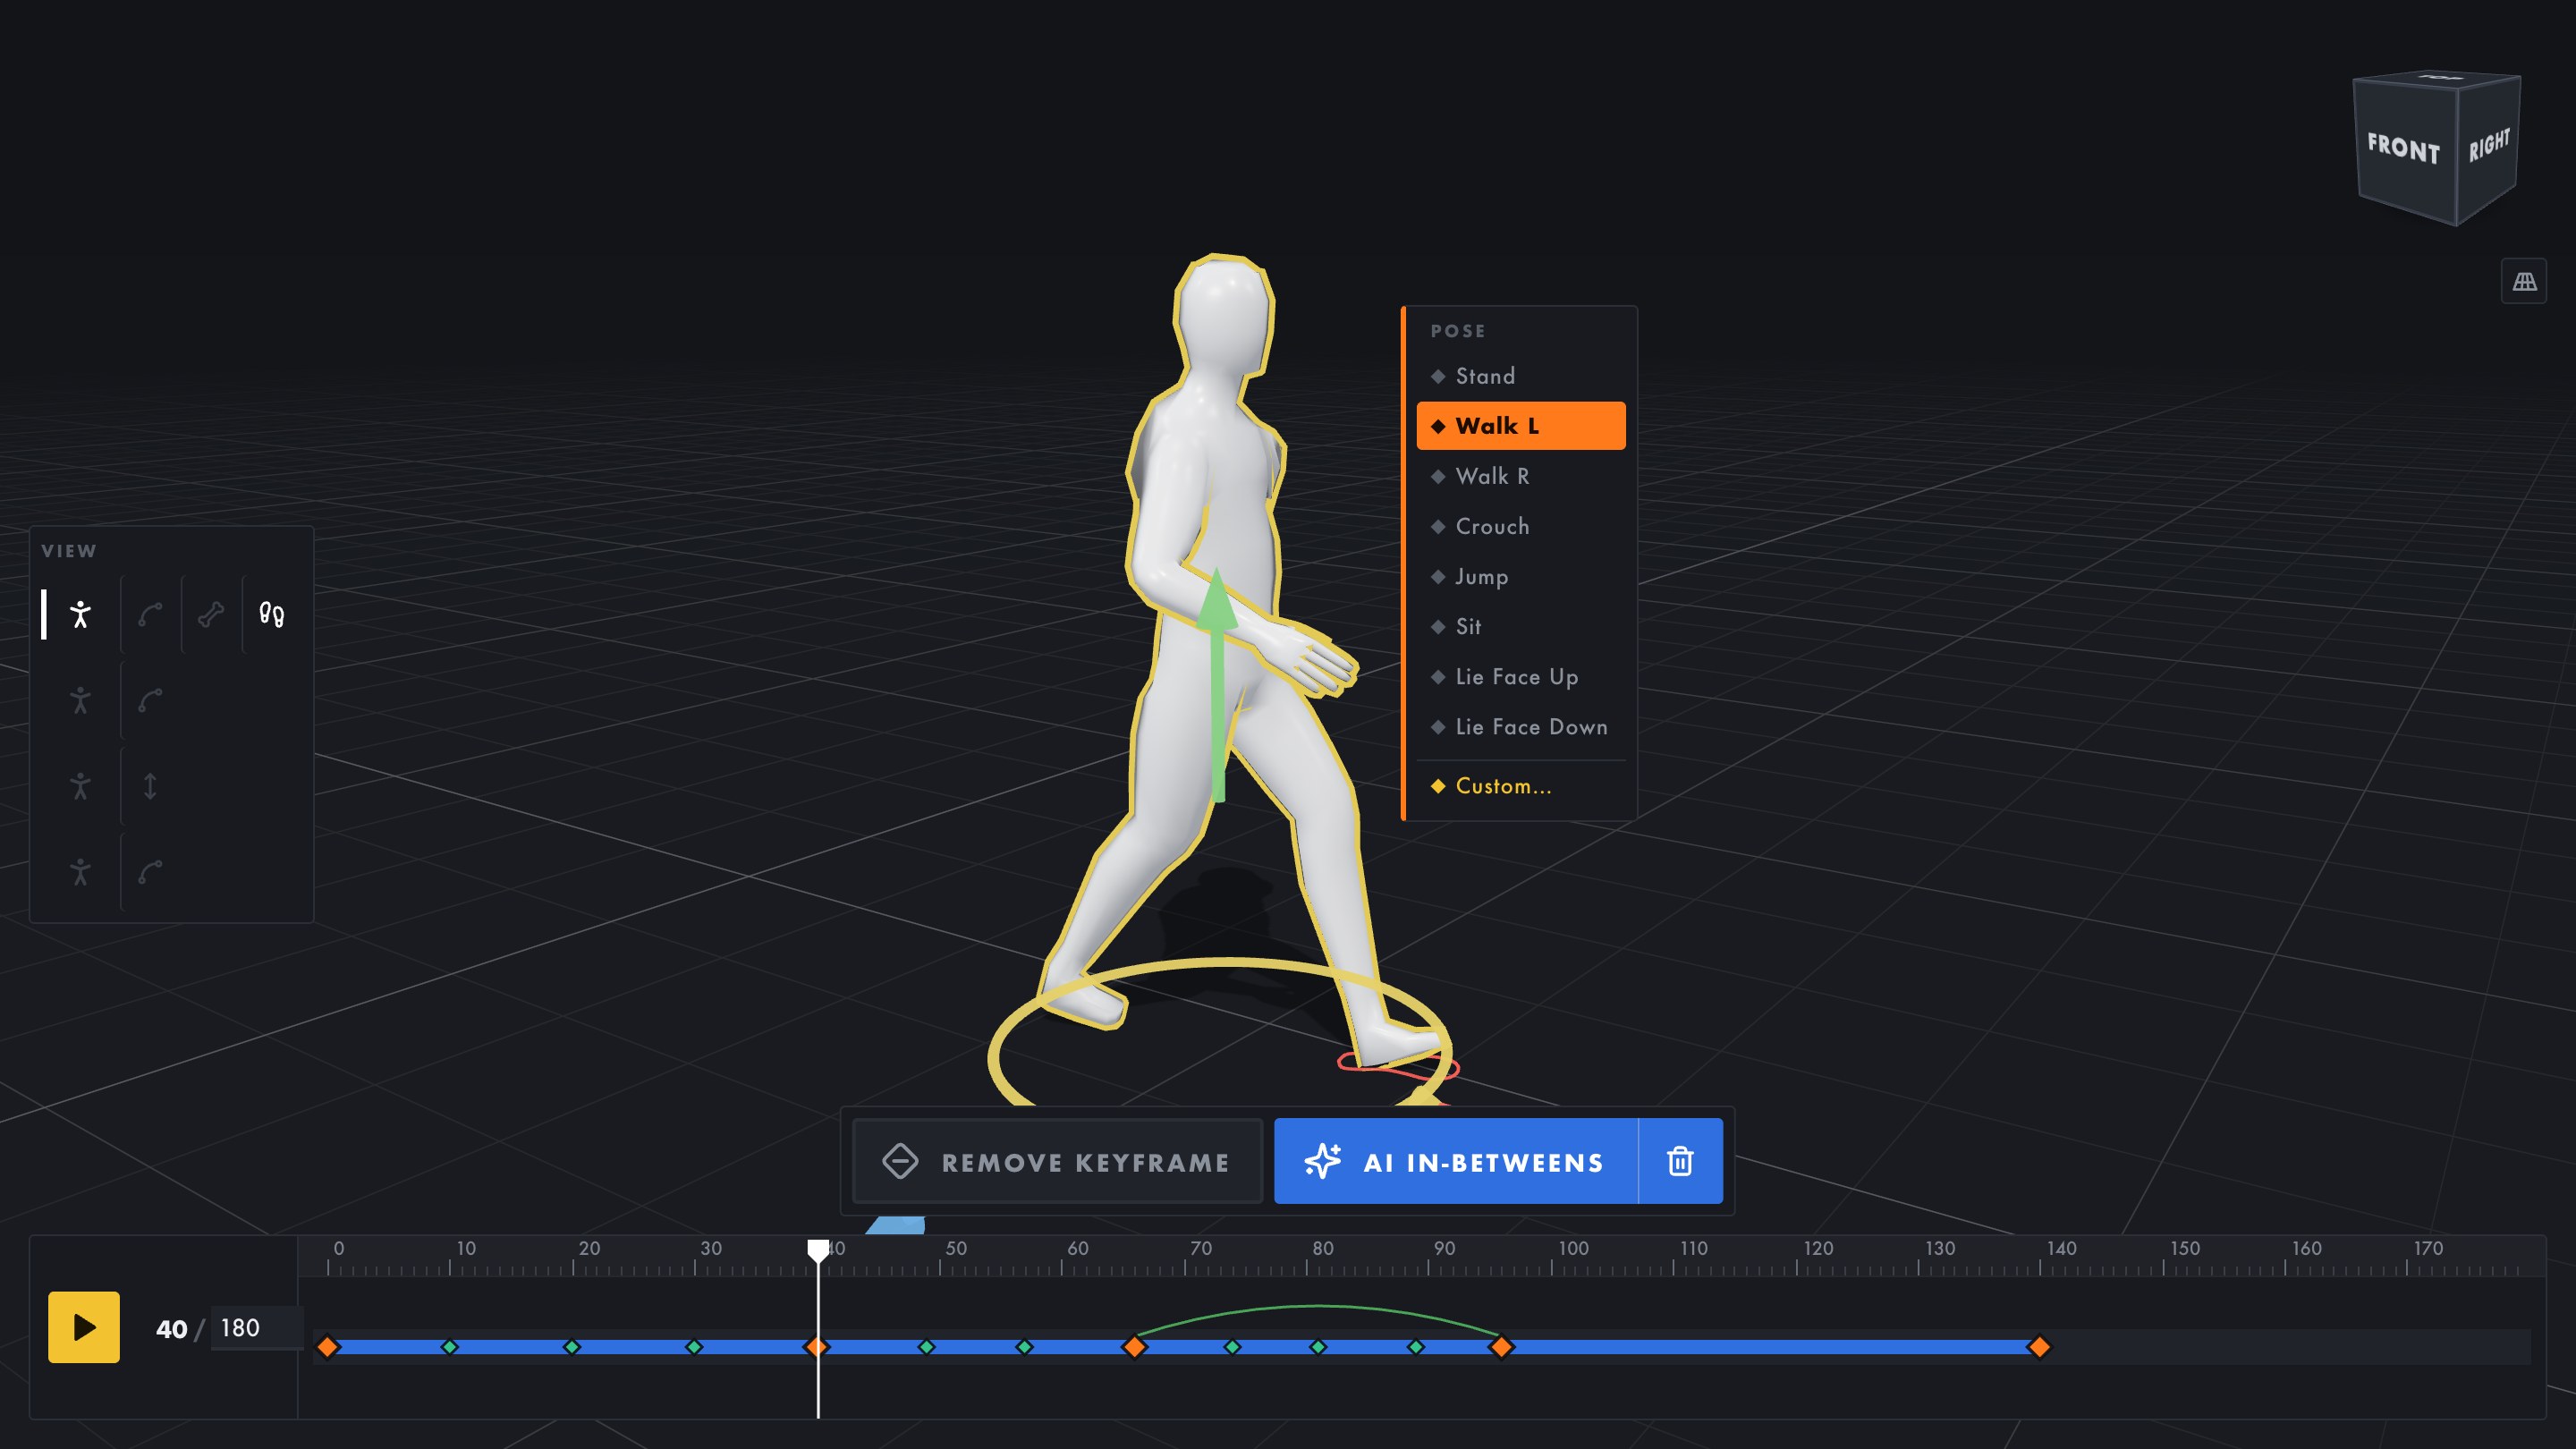 TOP
FRONT
RIGHT
POSE
Stand
Walk L
Walk R
Crouch
Jump
Sit
Lie Face Up
Lie Face Down
Custom...
VIEW
REMOVE KEYFRAME
AI IN-BETWEENS
0 10 20 30 40 50 60 70 80 90 100 110 120 130 140 150 160 170
40 / 180